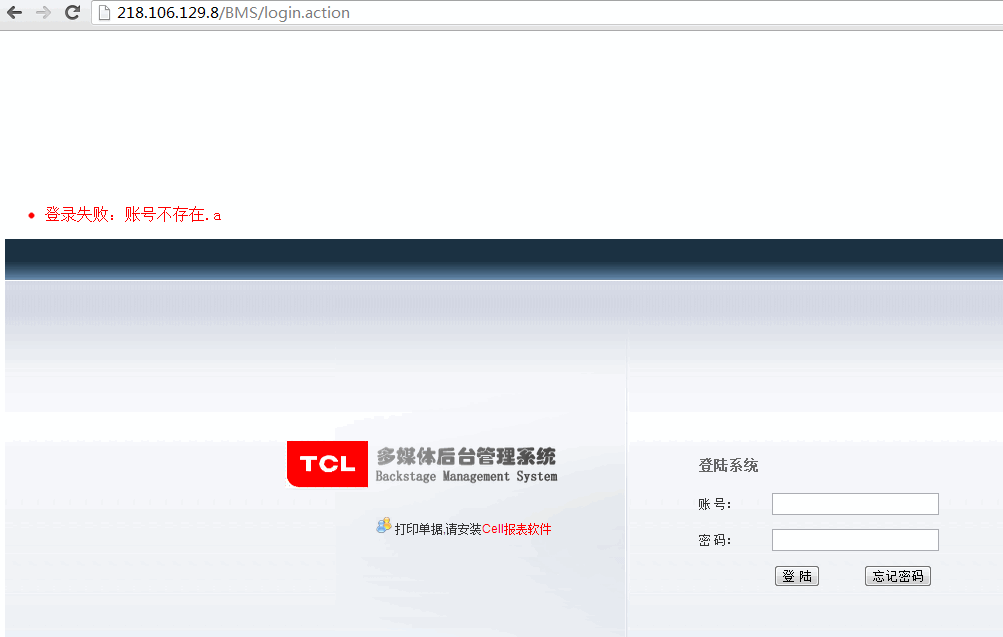 218.106.129.8/BMS/login.action
登录失败：账号不存在.a
TCL 多媒体后台管理系统
Backstage Management System
打印单据,请安装Cell报表软件
登陆系统
账 号：
密 码：
登 陆 忘记密码